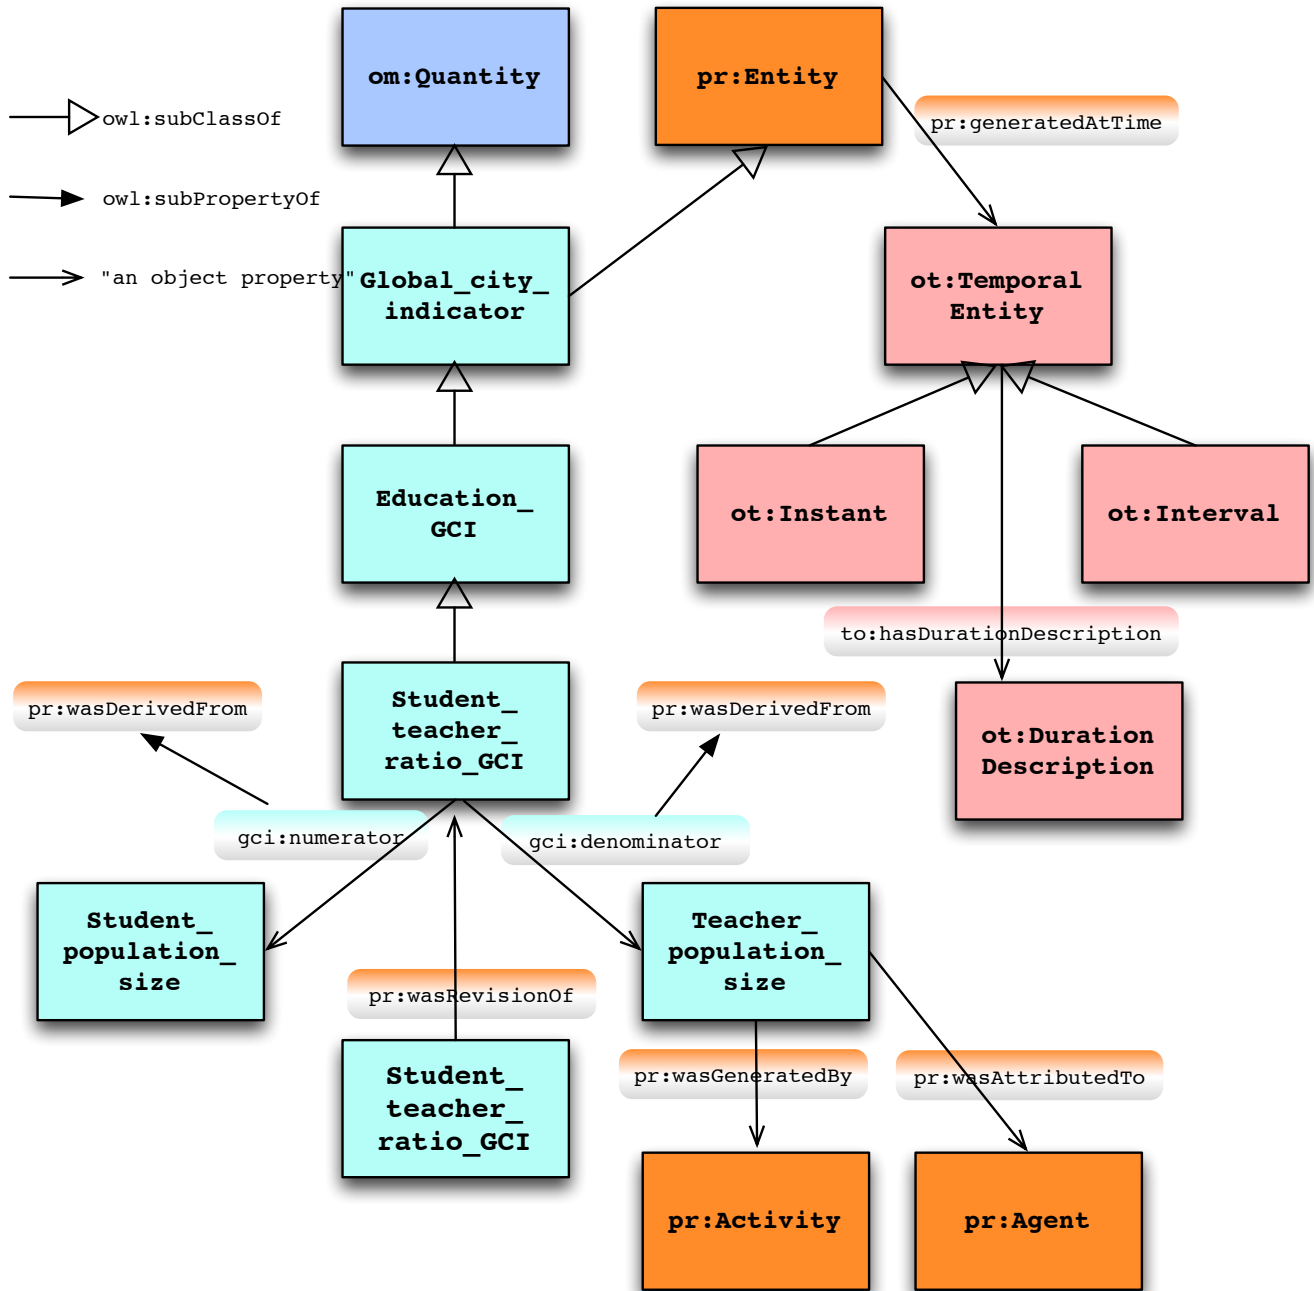 om:Quantity
pr:Entity
owl:subClassOf
pr:generatedAtTime
owl:subPropertyOf
"an object property"
Global_city_
indicator
ot:Temporal
Entity
Education_
GCI
ot:Instant
ot:Interval
to:hasDurationDescription
Student_
teacher_
ratio_GCI
pr:wasDerivedFrom
pr:wasDerivedFrom
ot:Duration
Description
gci:numerator
gci:denominator
Student_
population_
size
Teacher_
population_
size
pr:wasRevisionOf
Student_
teacher_
ratio_GCI
pr:wasGeneratedBy
pr:wasAttributedTo
pr:Activity
pr:Agent